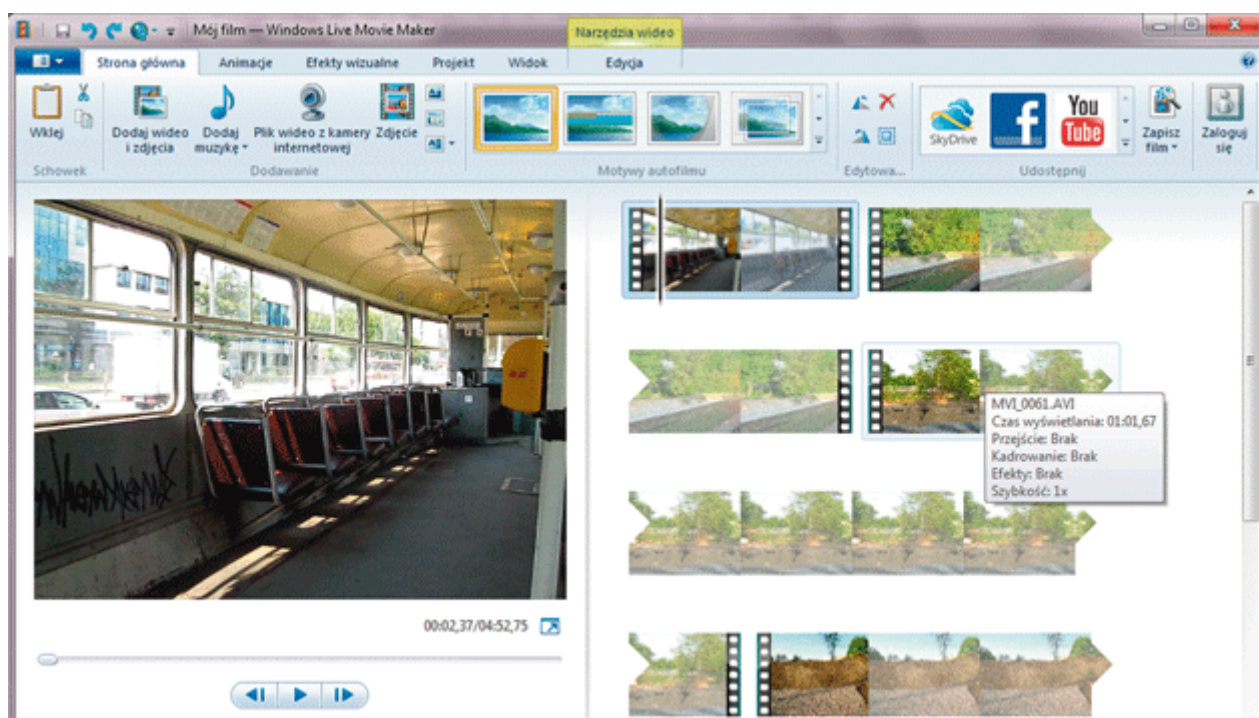 Mój film — Windows Live Movie Maker
Narzędzia wideo
Strona główna Animacje Efekty wizualne Projekt Widok Edycja
Wklej
Dodaj wideo i zdjęcia
Dodaj muzykę
Plik wideo z kamery internetowej
Zdjęcie
SkyDrive
f
You Tube
Zapisz film
Zaloguj się
Schowek
Dodawanie
Motywy autofilmu
Edytowa...
Udostępnij
MVI_0061.AVI
Czas wyświetlania: 01:01,67
Przejście: Brak
Kadrowanie: Brak
Efekty: Brak
Szybkość: 1x
00:02,37/04:52,75